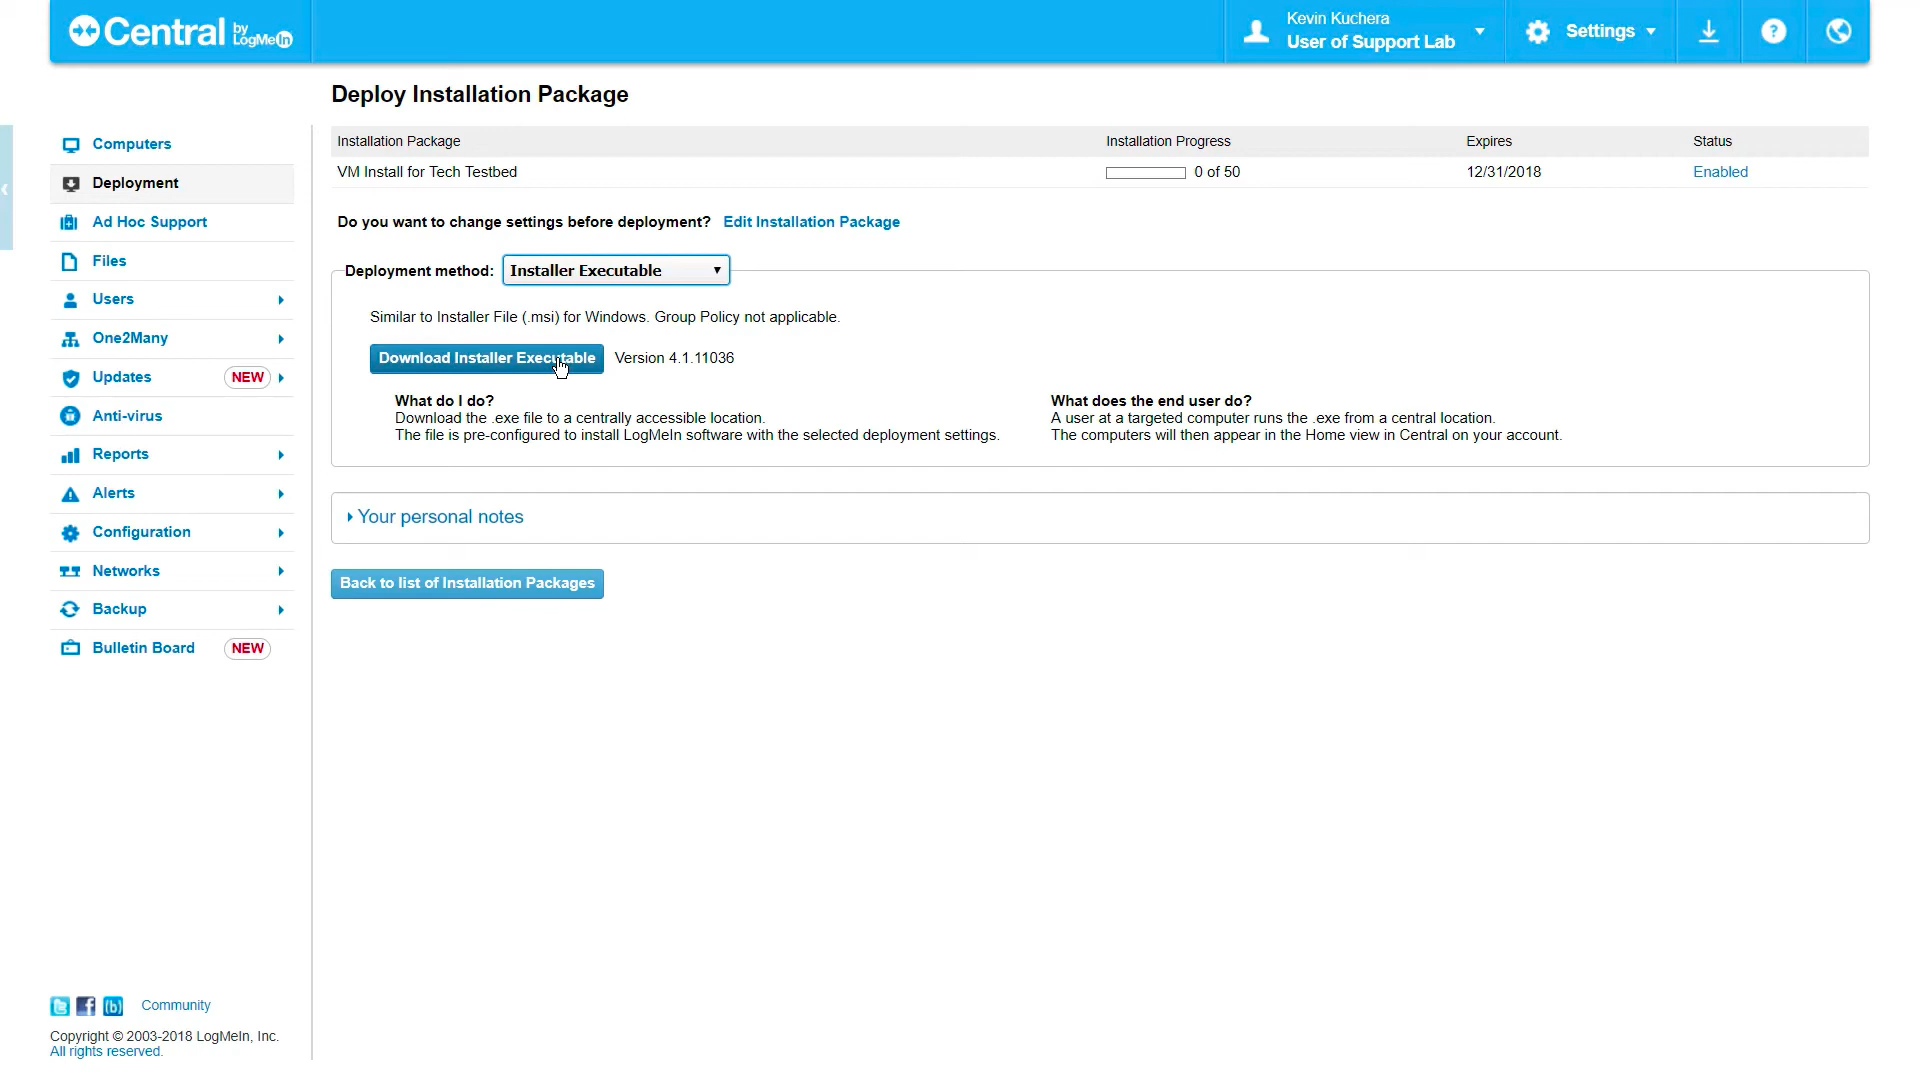 Central by LogMeIn
Kevin Kuchera
User of Support Lab
Settings
?
Deploy Installation Package
Computers
Deployment
Ad Hoc Support
Files
Users
One2Many
Updates NEW
Anti-virus
Reports
Alerts
Configuration
Networks
Backup
Bulletin Board NEW
Installation Package Installation Progress Expires Status
VM Install for Tech Testbed 0 of 50 12/31/2018 Enabled
Do you want to change settings before deployment? Edit Installation Package
Deployment method: Installer Executable
Similar to Installer File (.msi) for Windows. Group Policy not applicable.
Download Installer Executable Version 4.1.11036
What do I do?
Download the .exe file to a centrally accessible location.
The file is pre-configured to install LogMeIn software with the selected deployment settings.
What does the end user do?
A user at a targeted computer runs the .exe from a central location.
The computers will then appear in the Home view in Central on your account.
Your personal notes
Back to list of Installation Packages
f (b) Community
Copyright © 2003-2018 LogMeIn, Inc.
All rights reserved.